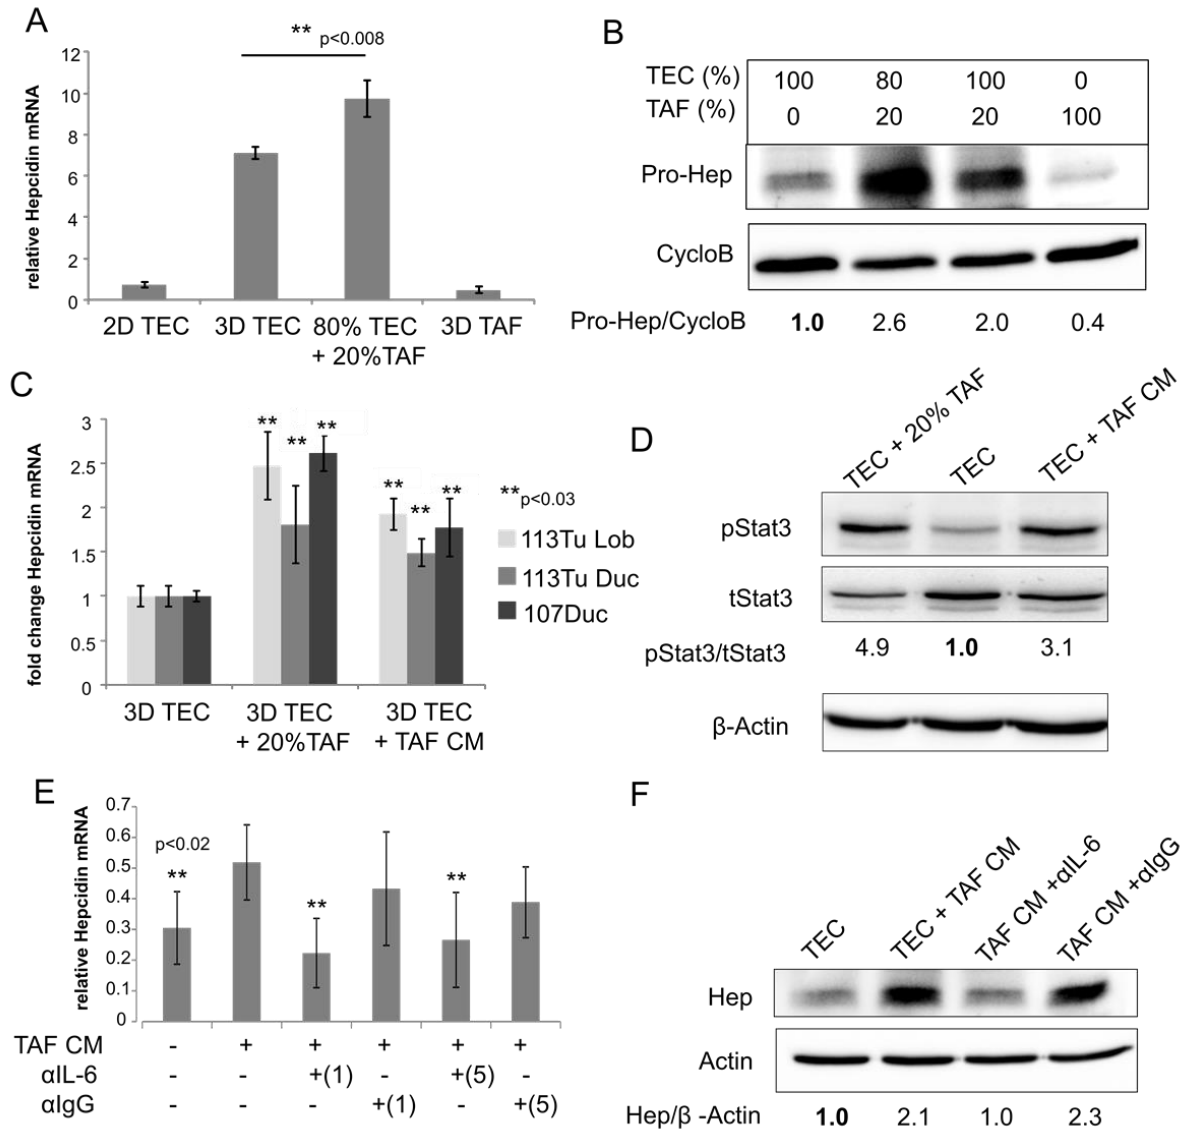 A
** p<0.008
relative Hepcidin mRNA
12
10
8
6
4
2
0
2D TEC
3D TEC
80% TEC
+ 20%TAF
3D TAF
B
TEC (%) 100 80 100 0
TAF (%) 0 20 20 100
Pro-Hep
CycloB
Pro-Hep/CycloB 1.0 2.6 2.0 0.4
C
fold change Hepcidin mRNA
3
2.5
2
1.5
1
0.5
0
** ** **
** ** **
**p<0.03
113Tu Lob
113Tu Duc
107Duc
3D TEC
3D TEC
+ 20%TAF
3D TEC
+ TAF CM
D
TEC + 20% TAF
TEC
TEC + TAF CM
pStat3
tStat3
pStat3/tStat3 4.9 1.0 3.1
β-Actin
E
relative Hepcidin mRNA
0.7
0.6
0.5
0.4
0.3
0.2
0.1
0
p<0.02
** ** **
TAF CM - + + + + +
αIL-6 - - +(1) - +(5) -
αIgG - - - +(1) - +(5)
F
TEC
TEC + TAF CM
TAF CM +αIL-6
TAF CM +αIgG
Hep
Actin
Hep/β -Actin 1.0 2.1 1.0 2.3